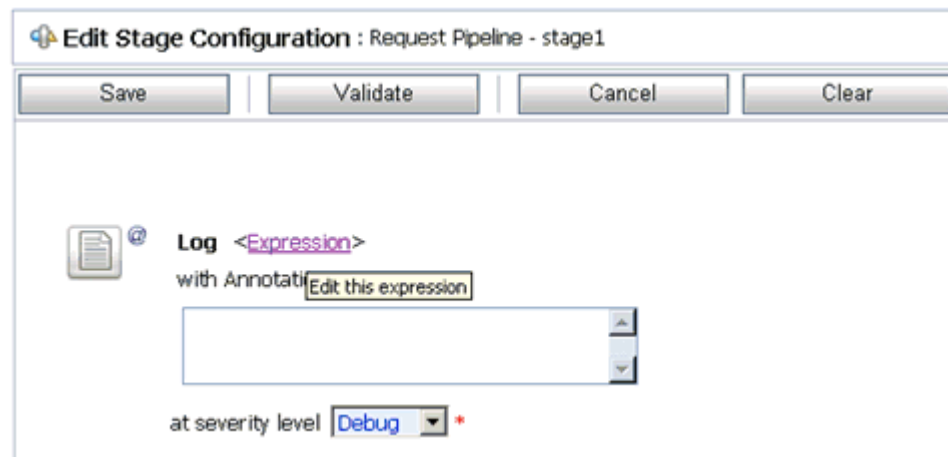 Edit Stage Configuration : Request Pipeline - stage1
Save Validate Cancel Clear
@ Log <Expression>
with Annotati
Edit this expression
at severity level Debug *